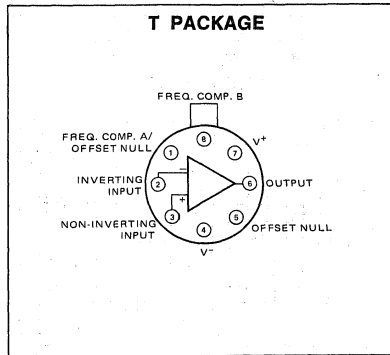 T PACKAGE
FREQ. COMP. B
FREQ. COMP. A/
OFFSET NULL
8
1
7
V+
INVERTING
INPUT
2
−
6
OUTPUT
+
NON-INVERTING
INPUT
3
5
OFFSET NULL
4
V−